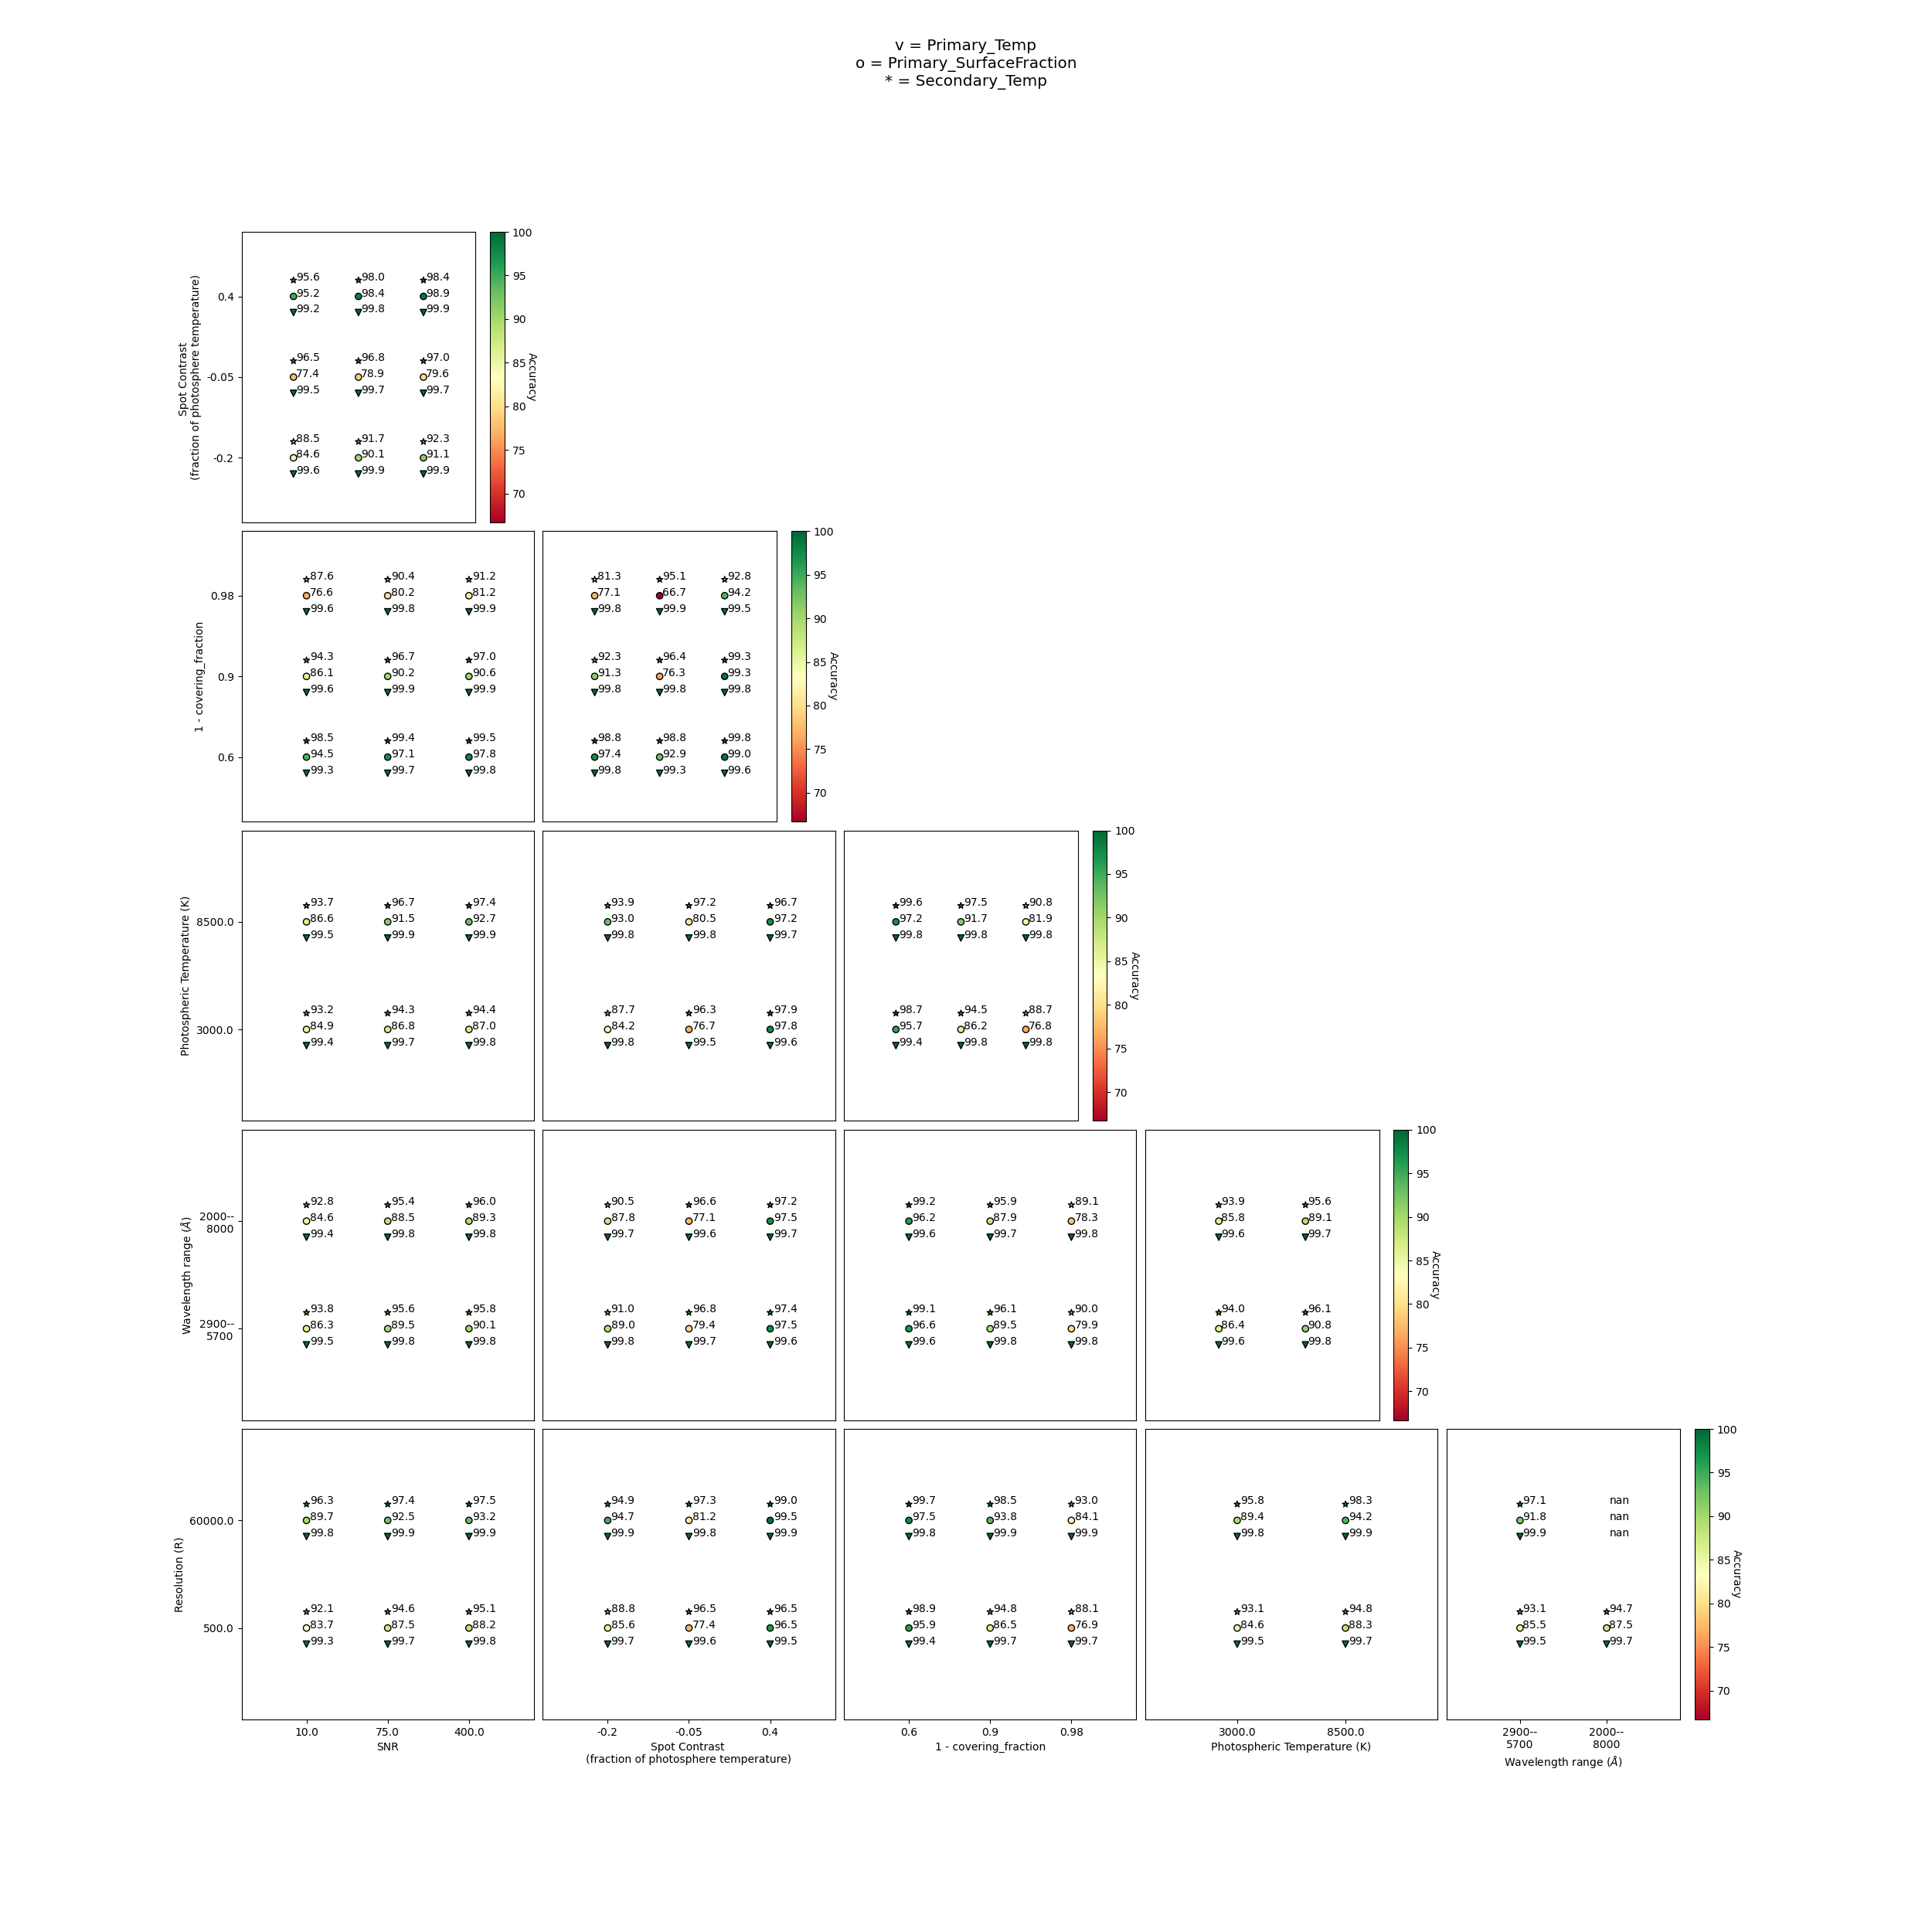 v = Primary_Temp
o = Primary_SurfaceFraction
* = Secondary_Temp
Spot Contrast
(fraction of photosphere temperature)
0.4
-0.05
-0.2
95.6 98.0 98.4
95.2 98.4 98.9
99.2 99.8 99.9
96.5 96.8 97.0
77.4 78.9 79.6
99.5 99.7 99.7
88.5 91.7 92.3
84.6 90.1 91.1
99.6 99.9 99.9
100
95
90
85
80
75
70
Accuracy
1 - covering_fraction
0.98
0.9
0.6
87.6 90.4 91.2
76.6 80.2 81.2
99.6 99.8 99.9
94.3 96.7 97.0
86.1 90.2 90.6
99.6 99.9 99.9
98.5 99.4 99.5
94.5 97.1 97.8
99.3 99.7 99.8
81.3 95.1 92.8
77.1 66.7 94.2
99.8 99.9 99.5
92.3 96.4 99.3
91.3 76.3 99.3
99.8 99.8 99.8
98.8 98.8 99.8
97.4 92.9 99.0
99.8 99.3 99.6
100
95
90
85
80
75
70
Accuracy
Photospheric Temperature (K)
8500.0
3000.0
93.7 96.7 97.4
86.6 91.5 92.7
99.5 99.9 99.9
93.2 94.3 94.4
84.9 86.8 87.0
99.4 99.7 99.8
93.9 97.2 96.7
93.0 80.5 97.2
99.8 99.8 99.7
87.7 96.3 97.9
84.2 76.7 97.8
99.8 99.5 99.6
99.6 97.5 90.8
97.2 91.7 81.9
99.8 99.8 99.8
98.7 94.5 88.7
95.7 86.2 76.8
99.4 99.8 99.8
100
95
90
85
80
75
70
Accuracy
Wavelength range (Å)
2000--
8000
2900--
5700
92.8 95.4 96.0
84.6 88.5 89.3
99.4 99.8 99.8
93.8 95.6 95.8
86.3 89.5 90.1
99.5 99.8 99.8
90.5 96.6 97.2
87.8 77.1 97.5
99.7 99.6 99.7
91.0 96.8 97.4
89.0 79.4 97.5
99.8 99.7 99.6
99.2 95.9 89.1
96.2 87.9 78.3
99.6 99.7 99.8
99.1 96.1 90.0
96.6 89.5 79.9
99.6 99.8 99.8
93.9 95.6
85.8 89.1
99.6 99.7
94.0 96.1
86.4 90.8
99.6 99.8
100
95
90
85
80
75
70
Accuracy
Resolution (R)
60000.0
500.0
96.3 97.4 97.5
89.7 92.5 93.2
99.8 99.9 99.9
92.1 94.6 95.1
83.7 87.5 88.2
99.3 99.7 99.8
94.9 97.3 99.0
94.7 81.2 99.5
99.9 99.8 99.9
88.8 96.5 96.5
85.6 77.4 96.5
99.7 99.6 99.5
99.7 98.5 93.0
97.5 93.8 84.1
99.8 99.9 99.9
98.9 94.8 88.1
95.9 86.5 76.9
99.4 99.7 99.7
95.8 98.3
89.4 94.2
99.8 99.9
93.1 94.8
84.6 88.3
99.5 99.7
97.1 nan
91.8 nan
99.9 nan
93.1 94.7
85.5 87.5
99.5 99.7
100
95
90
85
80
75
70
Accuracy
10.0 75.0 400.0
SNR
-0.2 -0.05 0.4
Spot Contrast
(fraction of photosphere temperature)
0.6 0.9 0.98
1 - covering_fraction
3000.0 8500.0
Photospheric Temperature (K)
2900-- 2000--
5700 8000
Wavelength range (Å)